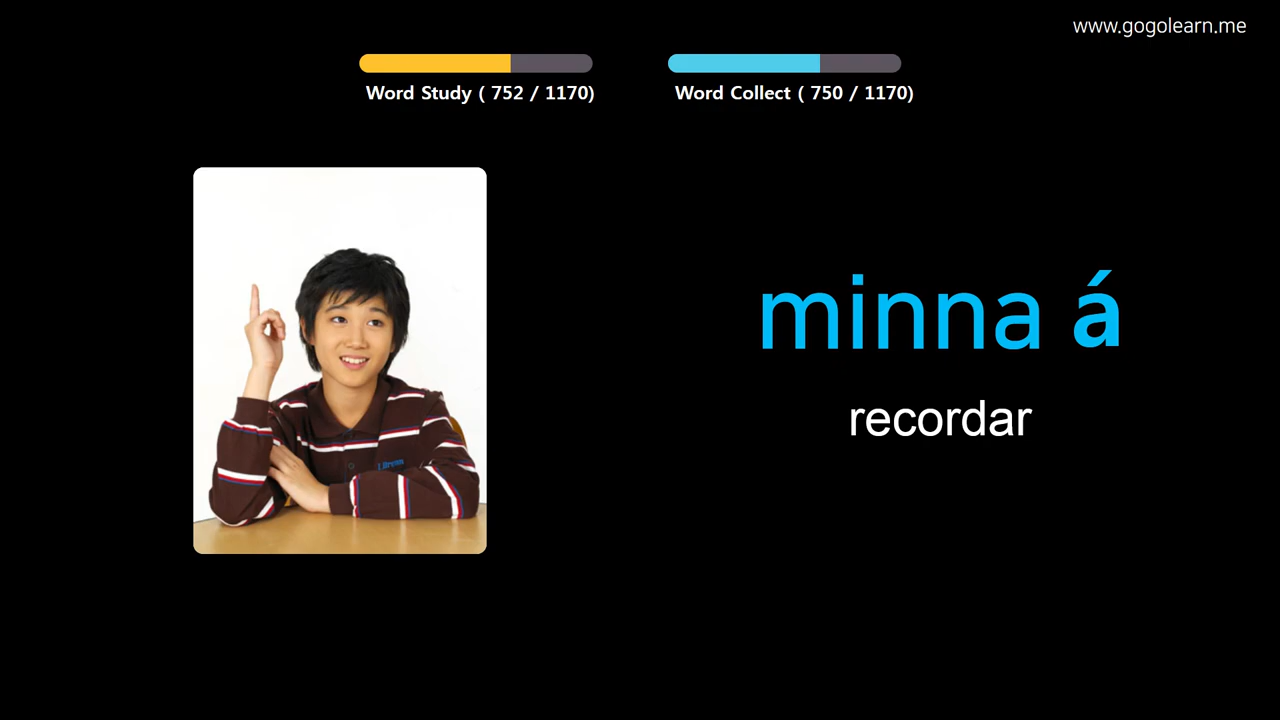 www.gogolearn.me
Word Study ( 752 / 1170)
Word Collect ( 750 / 1170)
minna á
recordar